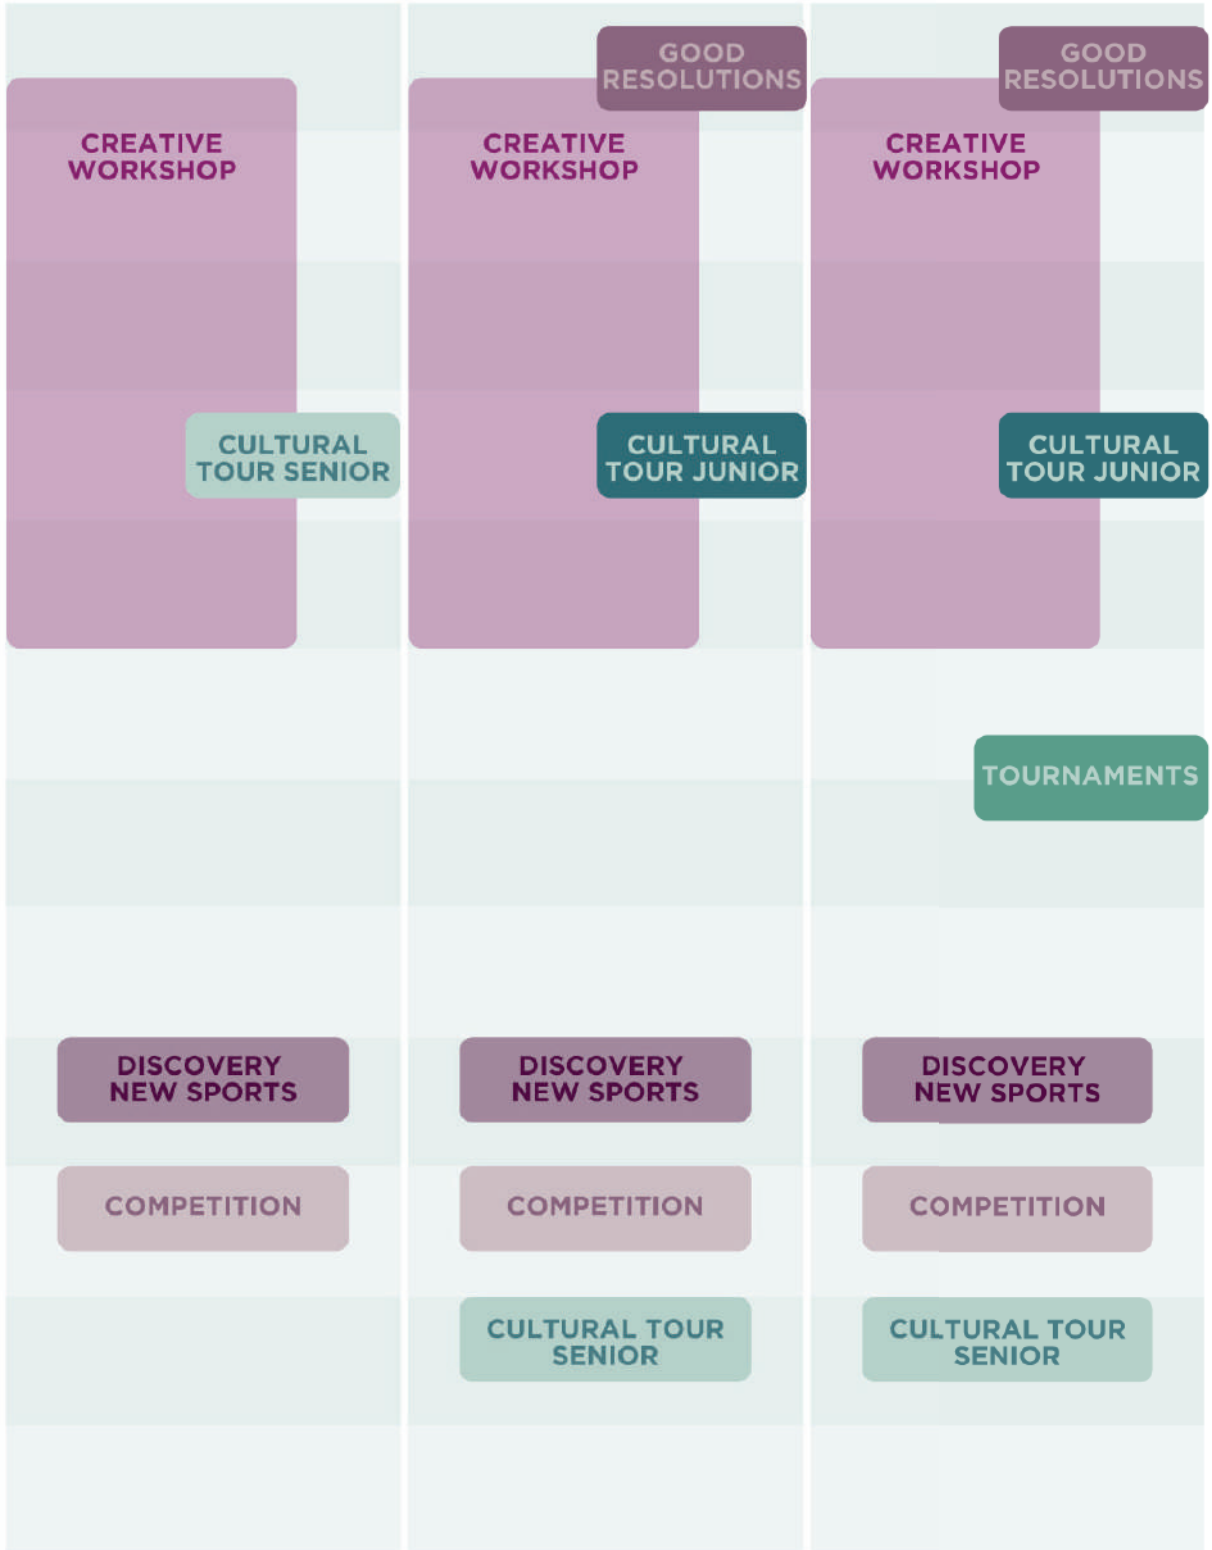 GOOD
RESOLUTIONS
GOOD
RESOLUTIONS
CREATIVE
WORKSHOP
CREATIVE
WORKSHOP
CREATIVE
WORKSHOP
CULTURAL
TOUR SENIOR
CULTURAL
TOUR JUNIOR
CULTURAL
TOUR JUNIOR
TOURNAMENTS
DISCOVERY
NEW SPORTS
DISCOVERY
NEW SPORTS
DISCOVERY
NEW SPORTS
COMPETITION
COMPETITION
COMPETITION
CULTURAL TOUR
SENIOR
CULTURAL TOUR
SENIOR